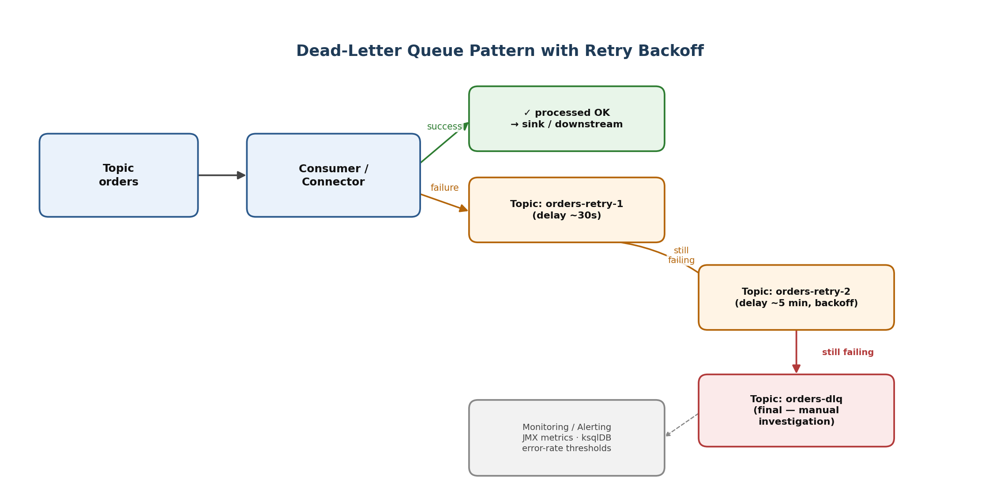 Dead-Letter Queue Pattern with Retry Backoff
✓ processed OK
→ sink / downstream
success
Topic
orders
Consumer /
Connector
failure
Topic: orders-retry-1
(delay ~30s)
still
failing
Topic: orders-retry-2
(delay ~5 min, backoff)
still failing
Topic: orders-dlq
(final — manual
investigation)
Monitoring / Alerting
JMX metrics · ksqlDB
error-rate thresholds